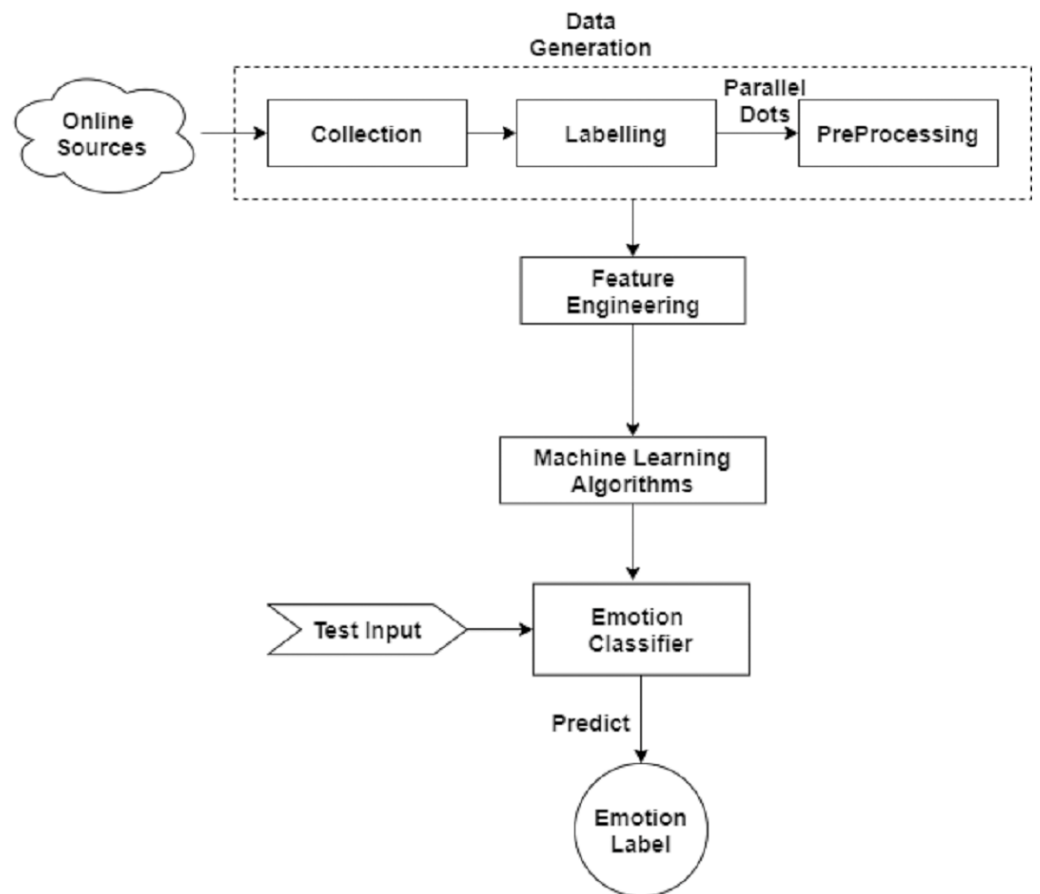 Data
Generation
Online
Sources
Collection
Labelling
Parallel
Dots
PreProcessing
Feature
Engineering
Machine Learning
Algorithms
Test Input
Emotion
Classifier
Predict
Emotion
Label